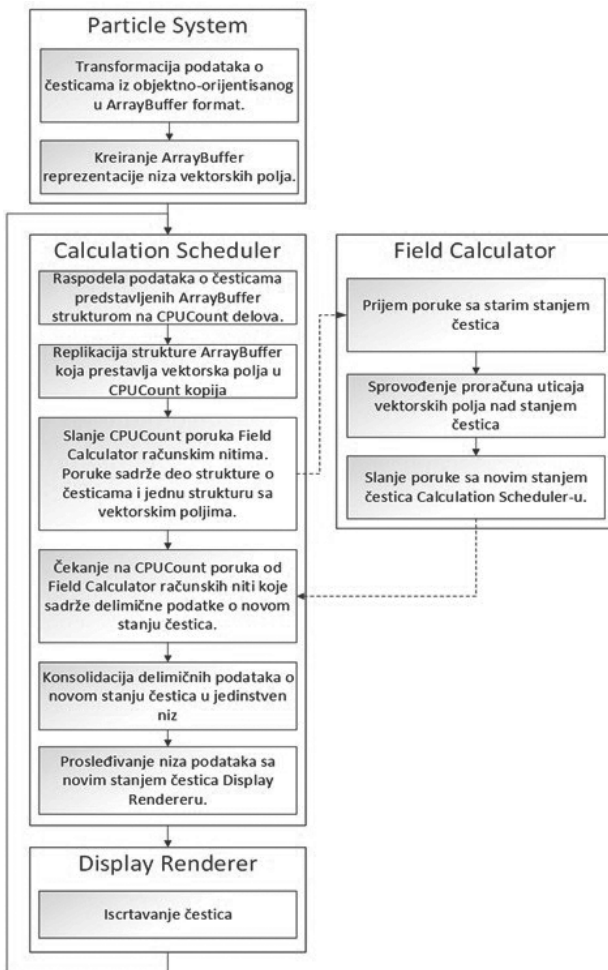 Particle System
Transformacija podataka o
česticama iz objektno-orijentisanog
u ArrayBuffer format.
Kreiranje ArrayBuffer
reprezentacije niza vektorskih polja.
Calculation Scheduler
Raspodela podataka o česticama
predstavljenih ArrayBuffer
strukturom na CPUCount delova.
Replikacija strukture ArrayBuffer
koja prestavlja vektorska polja u
CPUCount kopija
Slanje CPUCount poruka Field
Calculator računskim nitima.
Poruke sadrže deo strukture o
česticama i jednu strukturu sa
vektorskim poljima.
Čekanje na CPUCount poruka od
Field Calculator računskih niti koje
sadrže delimične podatke o novom
stanju čestica.
Konsolidacija delimičnih podataka o
novom stanju čestica u jedinstven
niz
Prosleđivanje niza podataka sa
novim stanjem čestica Display
Rendereru.
Field Calculator
Prijem poruke sa starim stanjem
čestica
Sprovođenje proračuna uticaja
vektorskih polja nad stanjem
čestica
Slanje poruke sa novim stanjem
čestica Calculation Scheduler-u.
Display Renderer
Iscrtavanje čestica